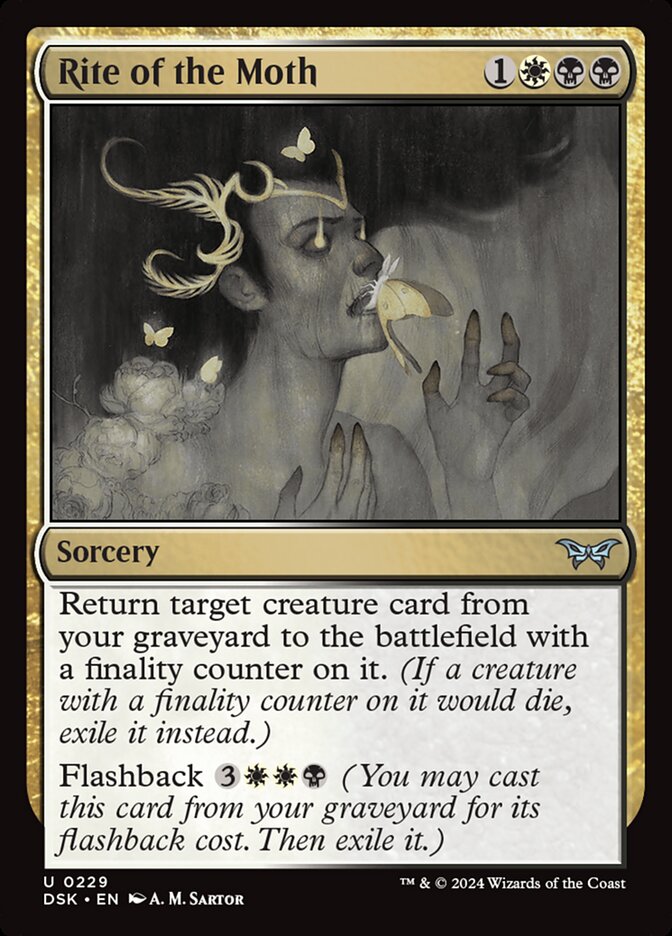 Rite of the Moth 1
Sorcery
Return target creature card from
your graveyard to the battlefield with
a finality counter on it. (If a creature
with a finality counter on it would die,
exile it instead.)
Flashback 3 (You may cast
this card from your graveyard for its
flashback cost. Then exile it.)
U 0229
DSK • EN A. M. Sartor
™ & © 2024 Wizards of the Coast